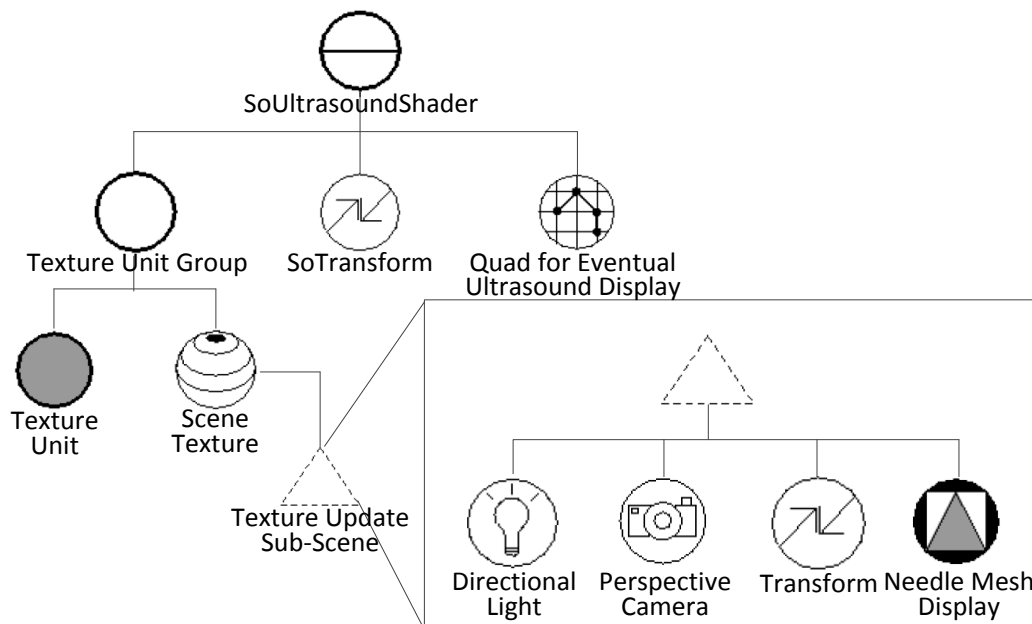 SoUltrasoundShader
Texture Unit Group
SoTransform
Quad for Eventual
Ultrasound Display
Texture
Unit
Scene
Texture
Texture Update
Sub-Scene
Directional
Light
Perspective
Camera
Transform
Needle Mesh
Display